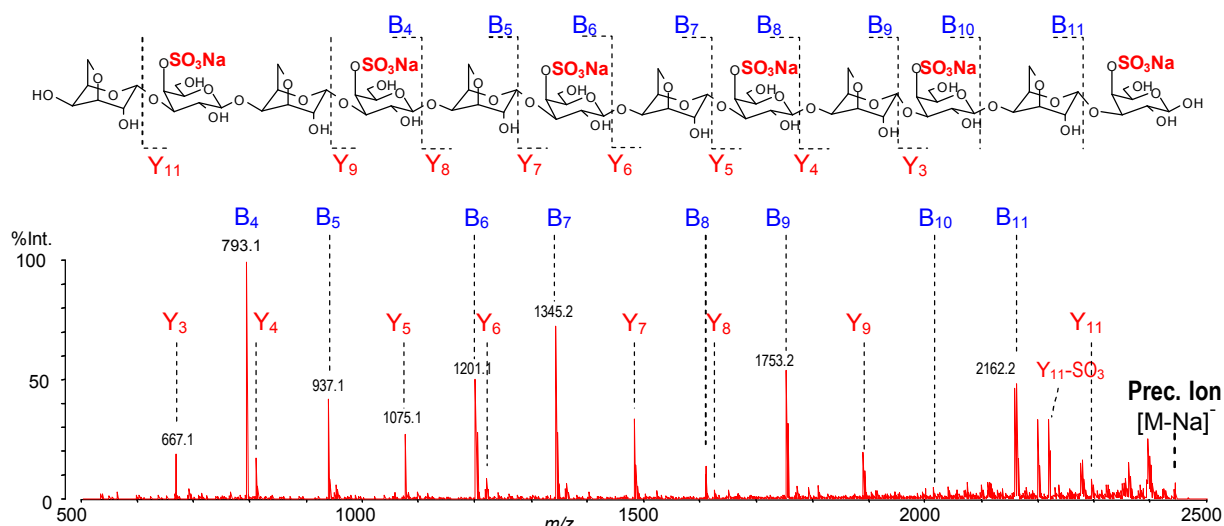 B4 B5 B6 B7 B8 B9 B10 B11
SO3Na SO3Na SO3Na SO3Na SO3Na SO3Na
HO O O O OH OH O O HO OH O O O OH O OH OH O O O OH O OH OH O O O OH O OH OH O O O OH O OH OH O O O OH O OH OH OH
Y11 Y9 Y8 Y7 Y6 Y5 Y4 Y3
B4 B5 B6 B7 B8 B9 B10 B11
%Int.
100
793.1
Y3 Y4 Y5 Y6 1345.2 Y7 Y8 Y9 Y11
50
667.1 937.1 1075.1 1201.1 1753.2 2162.2 Y11-SO3
Prec. Ion
[M-Na]-
0
500 1000 1500 2000 2500
m/z